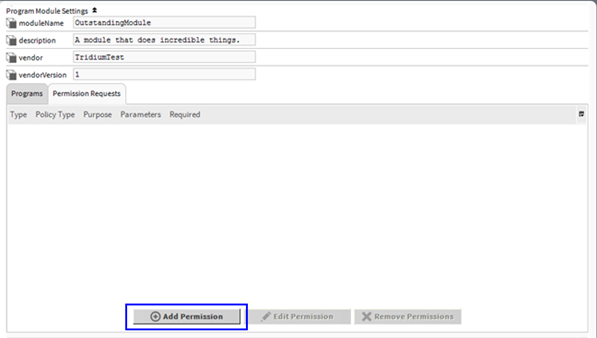 Program Module Settings
moduleName OutstandingModule
description A module that does incredible things.
vendor TridiumTest
vendorVersion 1
Programs Permission Requests
Type Policy Type Purpose Parameters Required
Add Permission Edit Permission Remove Permissions